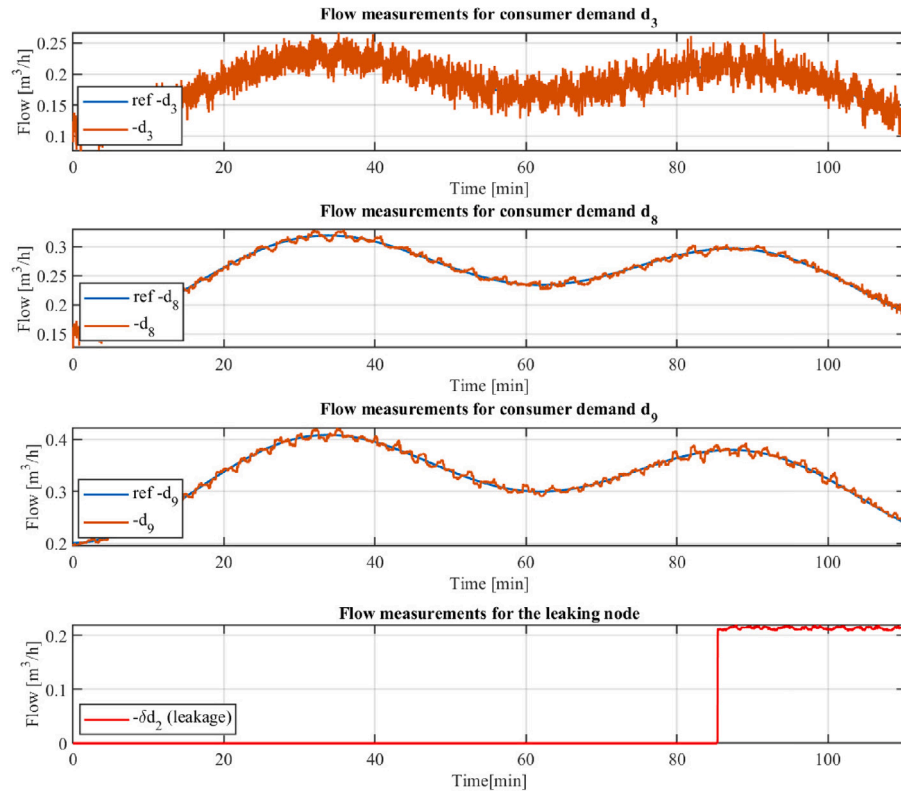 Flow measurements for consumer demand d₃
Flow [m³/h]
0.25
0.2
0.15
0.1
ref -d₃
-d₃
0 20 40 60 80 100
Time [min]
Flow measurements for consumer demand d₈
Flow [m³/h]
0.3
0.25
0.2
0.15
ref -d₈
-d₈
0 20 40 60 80 100
Time [min]
Flow measurements for consumer demand d₉
Flow [m³/h]
0.4
0.3
0.2
ref -d₉
-d₉
0 20 40 60 80 100
Time [min]
Flow measurements for the leaking node
Flow [m³/h]
0.2
0.1
0
-δd₂ (leakage)
0 20 40 60 80 100
Time[min]